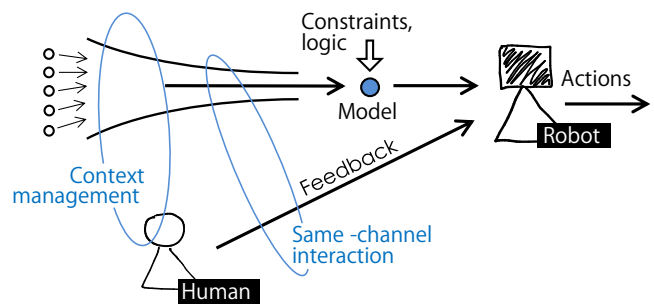 Constraints,
logic
Model
Actions
Robot
Context
management
Feedback
Same -channel
interaction
Human